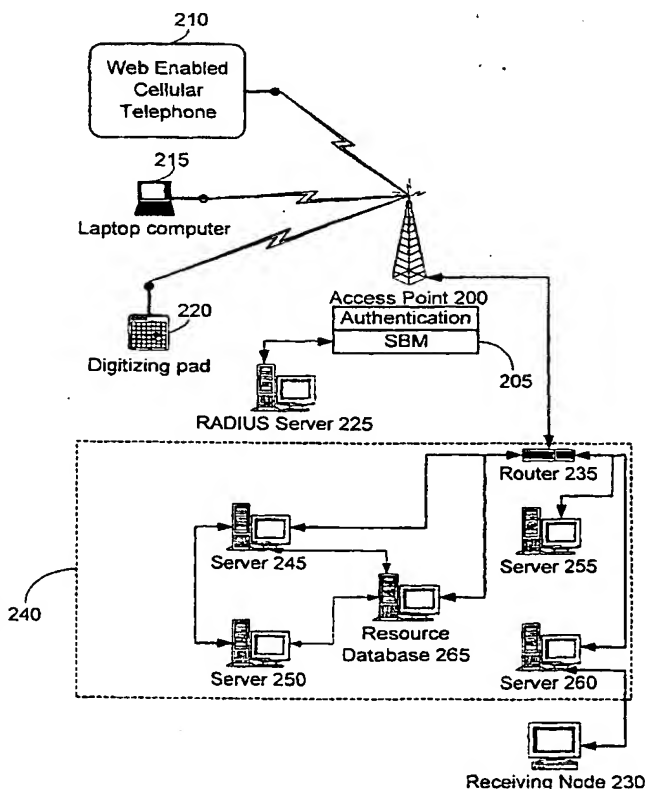 210
Web Enabled
Cellular
Telephone
215
Laptop computer
220
Digitizing pad
Access Point 200
Authentication
SBM
205
RADIUS Server 225
Router 235
Server 245
Server 255
240
Resource
Database 265
Server 250
Server 260
Receiving Node 230